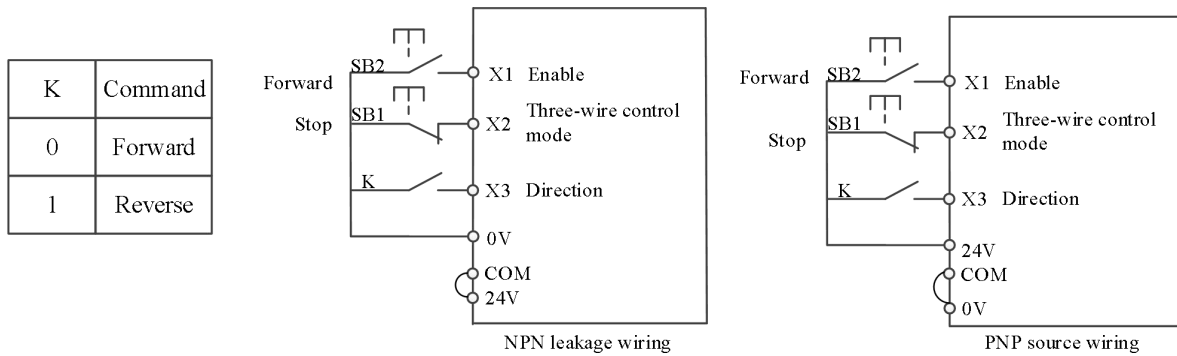 K Command
0 Forward
1 Reverse
Forward
Stop
SB2
SB1
K
X1 Enable
X2 Three-wire control
mode
X3 Direction
0V
COM
24V
NPN leakage wiring
Forward
Stop
SB2
SB1
K
X1 Enable
X2 Three-wire control
mode
X3 Direction
24V
COM
0V
PNP source wiring